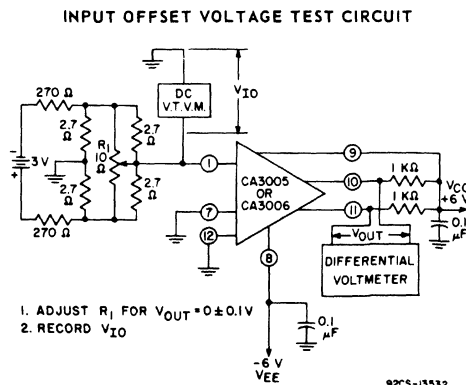 INPUT OFFSET VOLTAGE TEST CIRCUIT
270 Ω
2.7 Ω
R1 10 Ω
2.7 Ω
3 V
- +
2.7 Ω
2.7 Ω
270 Ω
DC V.T.V.M.
VIO
1
7
12
CA3005 OR CA3006
8
9
10
11
1 KΩ
1 KΩ
VCC +6 V
0.1 μF
VOUT
DIFFERENTIAL VOLTMETER
0.1 μF
-6 V
VEE
1. ADJUST R1 FOR VOUT = 0 ± 0.1V
2. RECORD VIO
92CS-13532